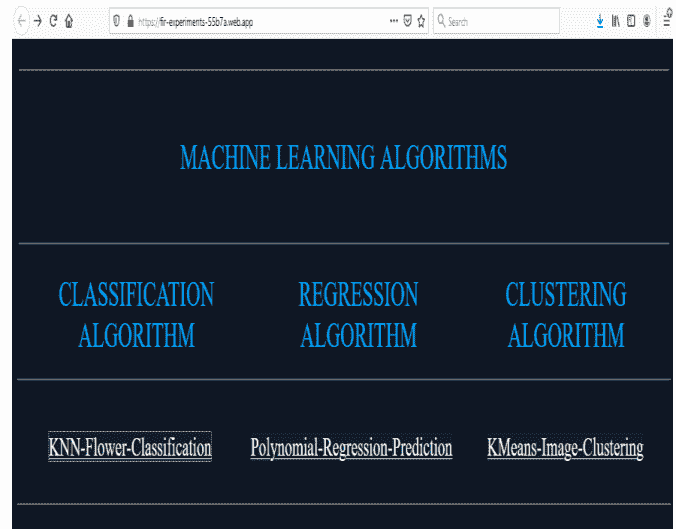 https://fir-experiments-55b7a.web.app
Search
MACHINE LEARNING ALGORITHMS
CLASSIFICATION
ALGORITHM
REGRESSION
ALGORITHM
CLUSTERING
ALGORITHM
KNN-Flower-Classification
Polynomial-Regression-Prediction
KMeans-Image-Clustering